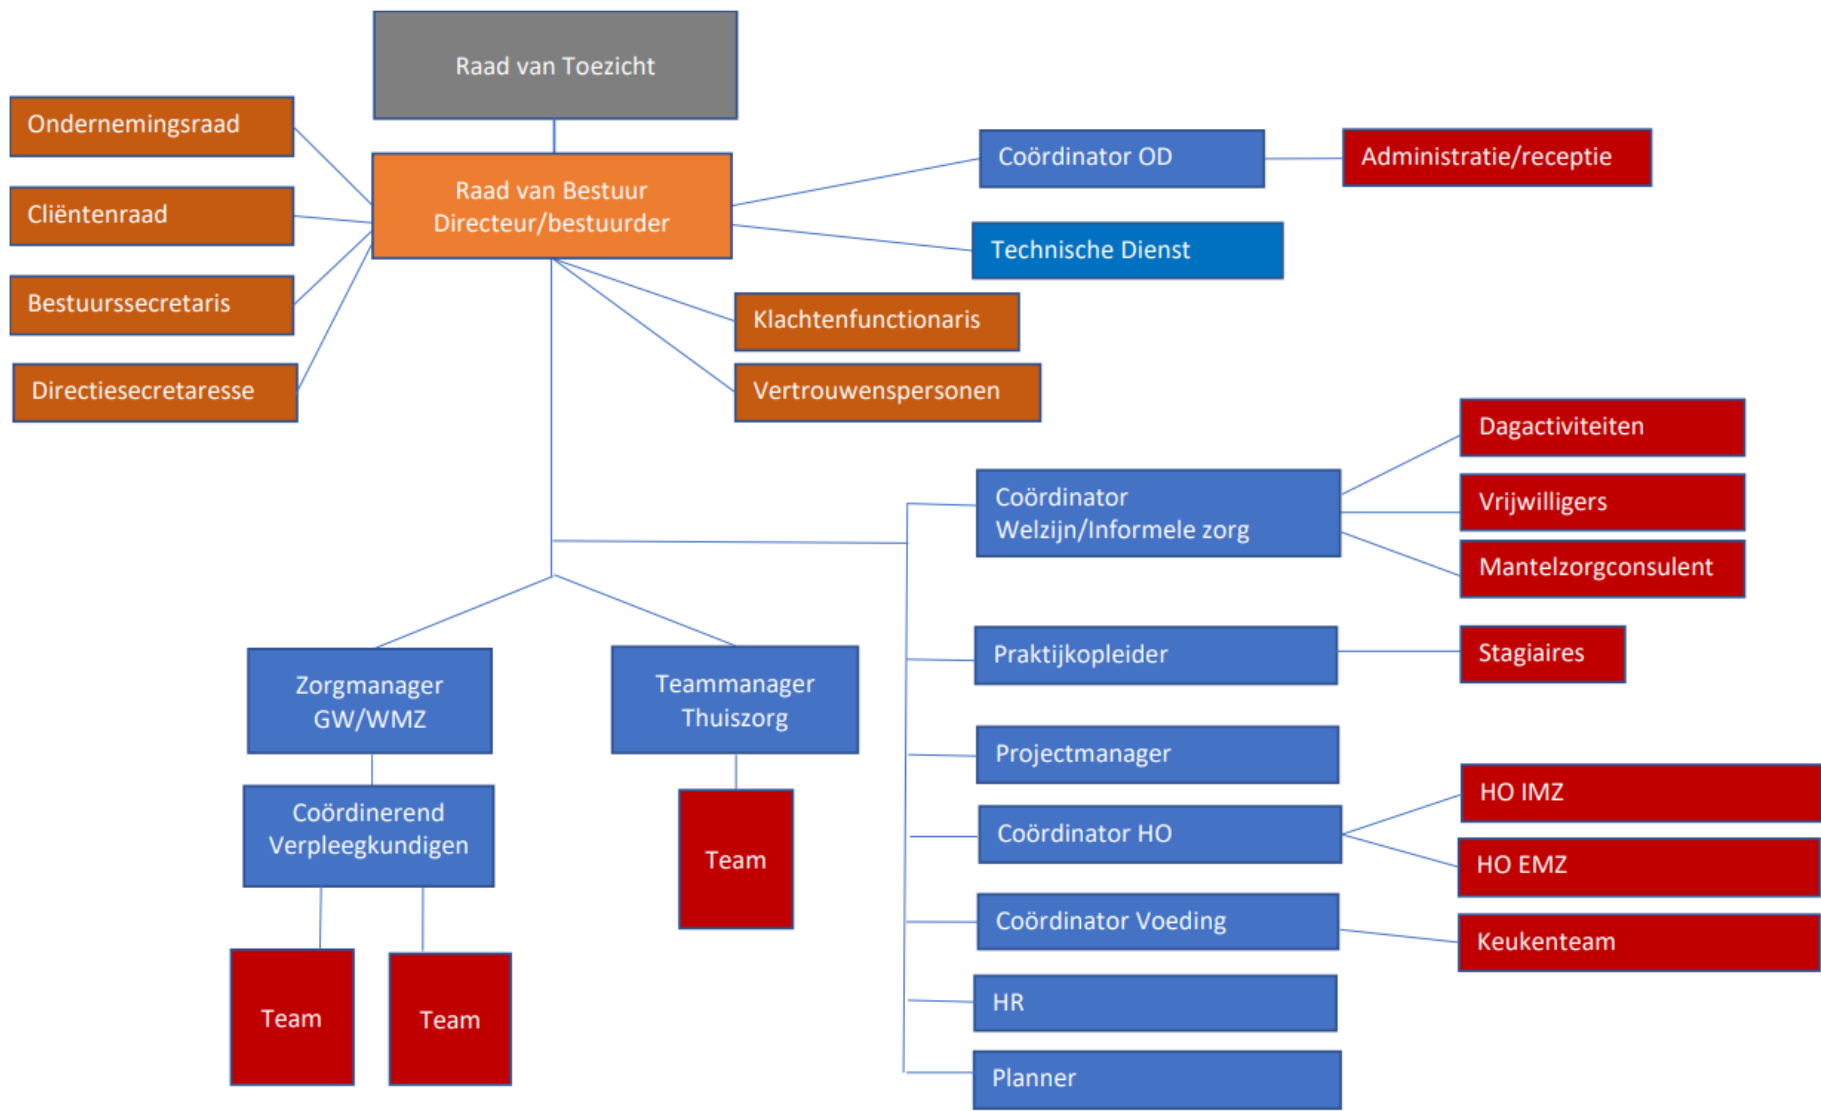 Raad van Toezicht
Ondernemingsraad
Cliëntenraad
Bestuurssecretaris
Directiesecretaresse
Raad van Bestuur
Directeur/bestuurder
Coördinator OD
Administratie/receptie
Technische Dienst
Klachtenfunctionaris
Vertrouwenspersonen
Coördinator
Welzijn/Informele zorg
Dagactiviteiten
Vrijwilligers
Mantelzorgconsulent
Praktijkopleider
Stagiaires
Projectmanager
Coördinator HO
HO IMZ
HO EMZ
Coördinator Voeding
Keukenteam
HR
Planner
Zorgmanager
GW/WMZ
Coördinerend
Verpleegkundigen
Team
Team
Teammanager
Thuiszorg
Team